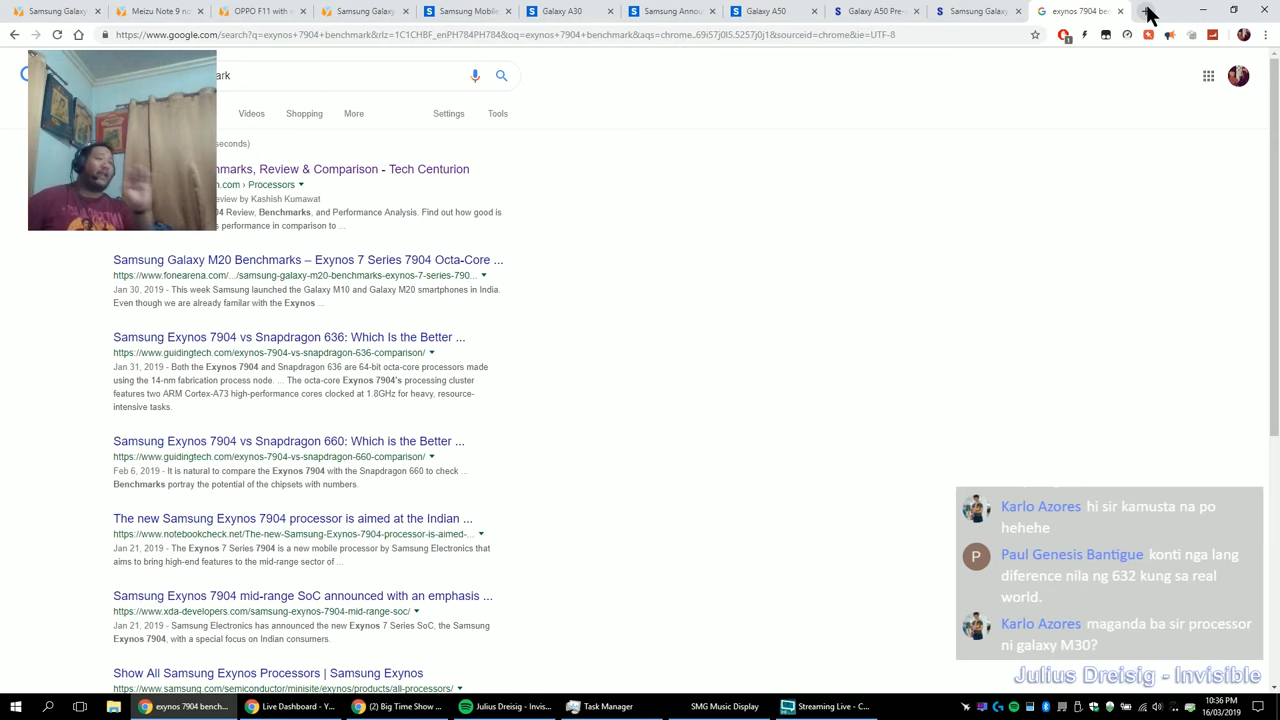 Samsung Galaxy
Meizu Note 9 no
OPPO F11 with
Samsung Galaxy
Samsung Mobile
Galaxy A30
Samsung Annou
Galaxy A50
Galaxy A50 Pre
Samsung Galaxy
exynos 7904 ben
https://www.google.com/search?q=exynos+7904+benchmark&rlz=1C1CHBF_enPH784PH784&oq=exynos+7904+benchmark&aqs=chrome..69i57j0l5.5257j0j1&sourceid=chrome&ie=UTF-8
ark
Videos Shopping More Settings Tools
seconds)
hmarks, Review & Comparison - Tech Centurion
n.com › Processors
eview by Kashish Kumawat
04 Review, Benchmarks, and Performance Analysis. Find out how good is
s performance in comparison to ...
Samsung Galaxy M20 Benchmarks – Exynos 7 Series 7904 Octa-Core ...
https://www.fonearena.com/.../samsung-galaxy-m20-benchmarks-exynos-7-series-790...
Jan 30, 2019 - This week Samsung launched the Galaxy M10 and Galaxy M20 smartphones in India.
Even though we are already familar with the Exynos ...
Samsung Exynos 7904 vs Snapdragon 636: Which Is the Better ...
https://www.guidingtech.com/exynos-7904-vs-snapdragon-636-comparison/
Jan 31, 2019 - Both the Exynos 7904 and Snapdragon 636 are 64-bit octa-core processors made
using the 14-nm fabrication process node. ... The octa-core Exynos 7904's processing cluster
features two ARM Cortex-A73 high-performance cores clocked at 1.8GHz for heavy, resource-
intensive tasks.
Samsung Exynos 7904 vs Snapdragon 660: Which is the Better ...
https://www.guidingtech.com/exynos-7904-vs-snapdragon-660-comparison/
Feb 6, 2019 - It is natural to compare the Exynos 7904 with the Snapdragon 660 to check ...
Benchmarks portray the potential of the chipsets with numbers.
The new Samsung Exynos 7904 processor is aimed at the Indian ...
https://www.notebookcheck.net/The-new-Samsung-Exynos-7904-processor-is-aimed-...
Jan 21, 2019 - The Exynos 7 Series 7904 is a new mobile processor by Samsung Electronics that
aims to bring high-end features to the mid-range sector of ...
Samsung Exynos 7904 mid-range SoC announced with an emphasis ...
https://www.xda-developers.com/samsung-exynos-7904-mid-range-soc/
Jan 21, 2019 - Samsung Electronics has announced the new Exynos 7 Series SoC, the Samsung
Exynos 7904, with a special focus on Indian consumers.
Show All Samsung Exynos Processors | Samsung Exynos
https://www.samsung.com/semiconductor/minisite/exynos/products/all-processors/
Karlo Azores hi sir kamusta na po
hehehe
P Paul Genesis Bantigue konti nga lang
diference nila ng 632 kung sa real
world.
Karlo Azores maganda ba sir processor
ni galaxy M30?
Julius Dreisig - Invisible
exynos 7904 bench...
Live Dashboard - Y...
(2) Big Time Show ...
Julius Dreisig - Invis...
Task Manager
SMG Music Display
Streaming Live - C...
10:36 PM
16/03/2019